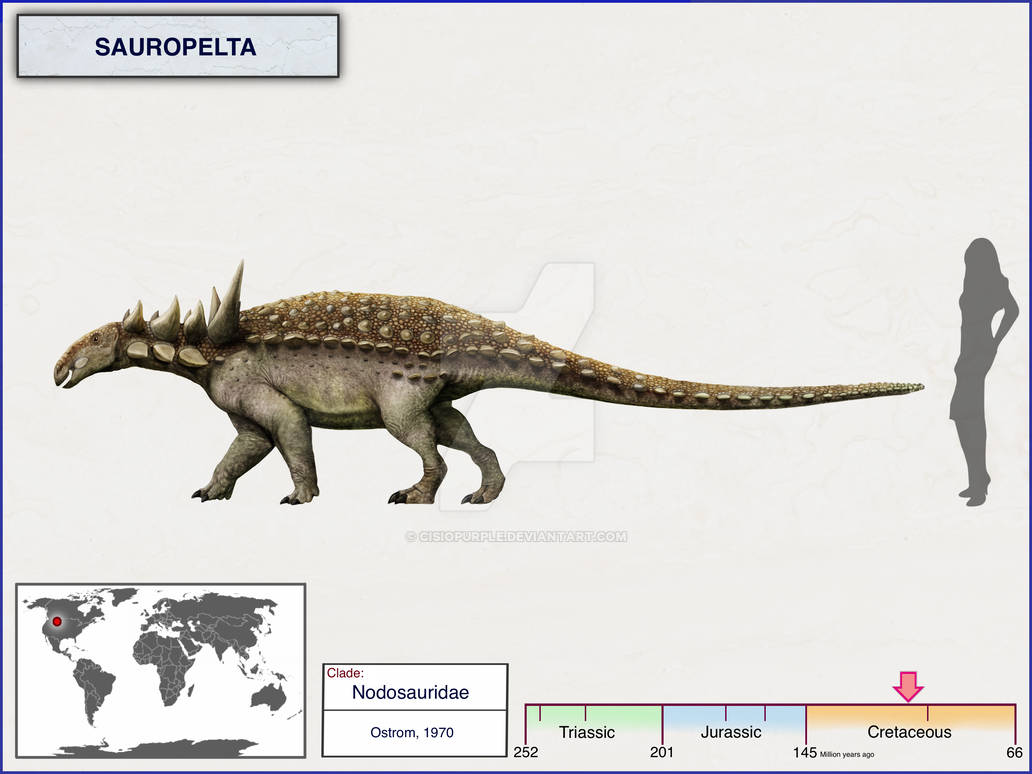 SAUROPELTA
© CISIOPURPLE.DEVIANTART.COM
Clade:
Nodosauridae
Ostrom, 1970
Triassic
Jurassic
Cretaceous
252
201
145 Million years ago
66